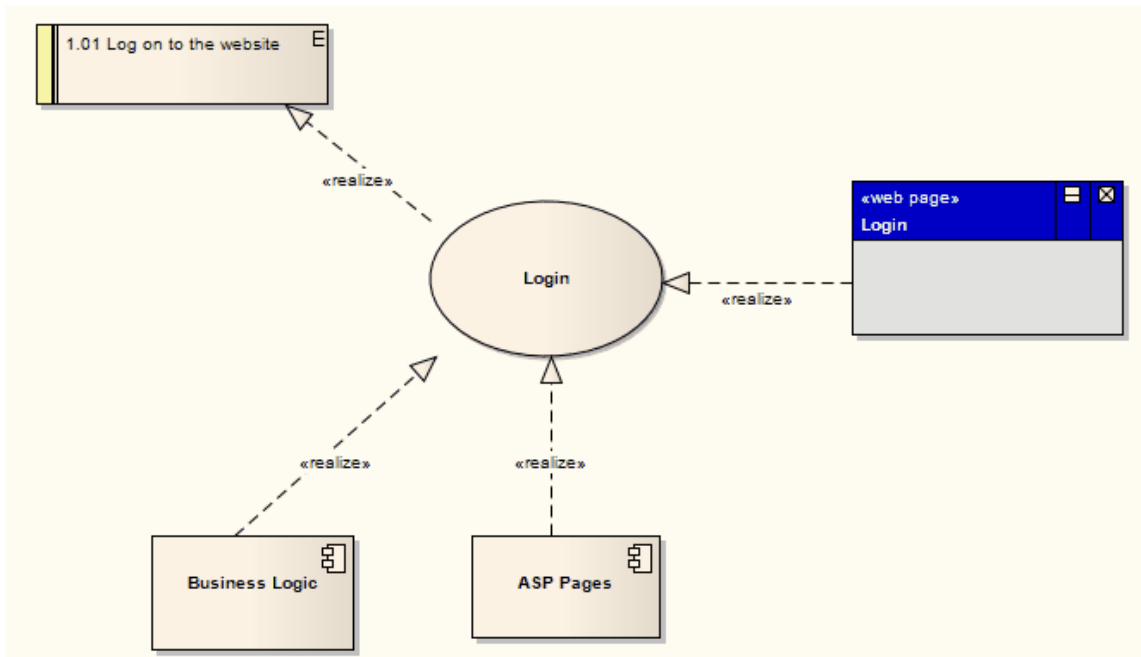 1.01 Log on to the website
E
«realize»
«web page»
Login
Login
«realize»
«realize»
«realize»
Business Logic
ASP Pages